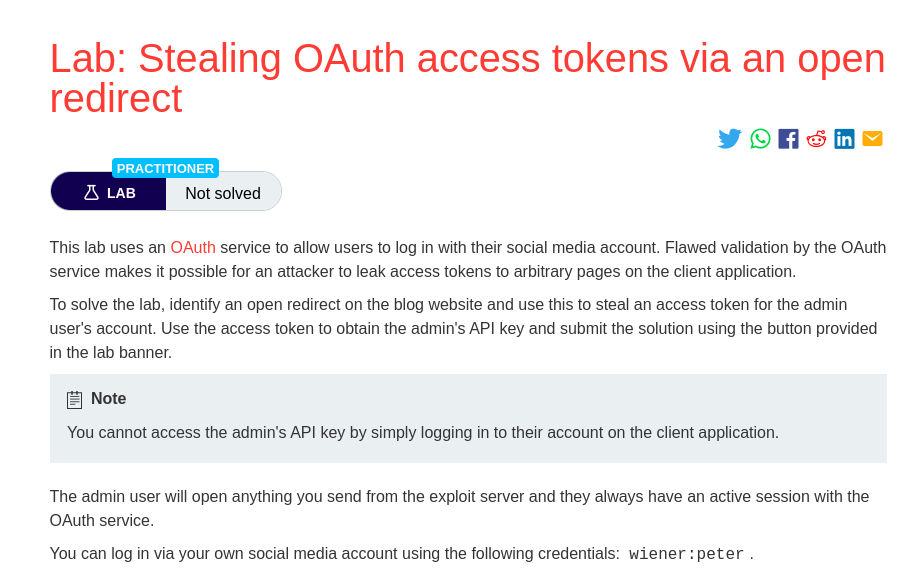 Lab: Stealing OAuth access tokens via an open
redirect
PRACTITIONER
LAB Not solved
This lab uses an OAuth service to allow users to log in with their social media account. Flawed validation by the OAuth
service makes it possible for an attacker to leak access tokens to arbitrary pages on the client application.
To solve the lab, identify an open redirect on the blog website and use this to steal an access token for the admin
user's account. Use the access token to obtain the admin's API key and submit the solution using the button provided
in the lab banner.
Note
You cannot access the admin's API key by simply logging in to their account on the client application.
The admin user will open anything you send from the exploit server and they always have an active session with the
OAuth service.
You can log in via your own social media account using the following credentials: wiener:peter .